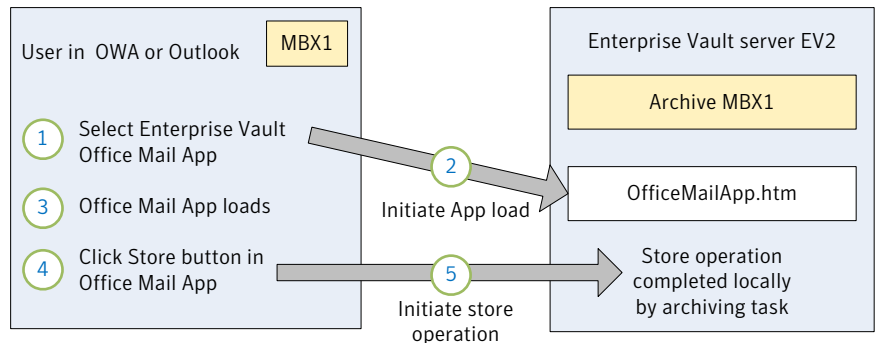 User in OWA or Outlook
MBX1
1
Select Enterprise Vault
Office Mail App
3
Office Mail App loads
4
Click Store button in
Office Mail App
2
Initiate App load
5
Initiate store
operation
Enterprise Vault server EV2
Archive MBX1
OfficeMailApp.htm
Store operation
completed locally
by archiving task